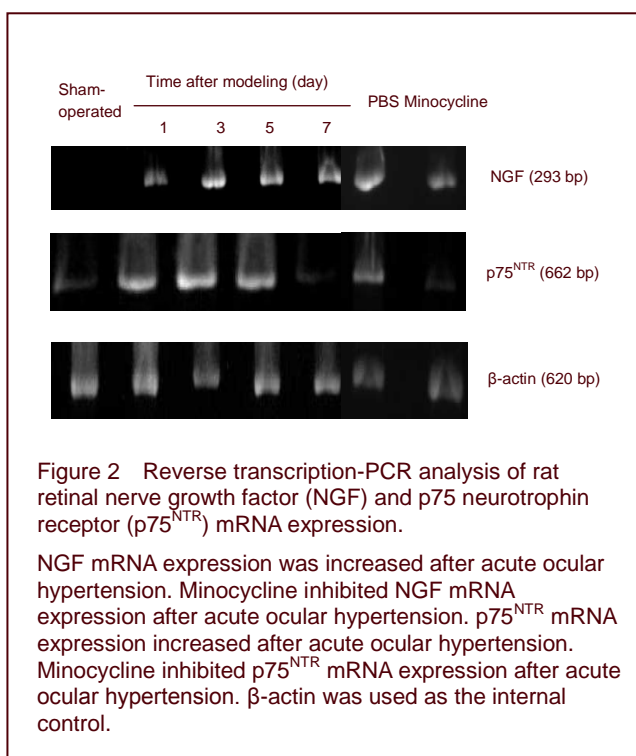 Sham-
operated
Time after modeling (day)
1 3 5 7
PBS Minocycline
NGF (293 bp)
p75NTR (662 bp)
β-actin (620 bp)
Figure 2 Reverse transcription-PCR analysis of rat
retinal nerve growth factor (NGF) and p75 neurotrophin
receptor (p75NTR) mRNA expression.
NGF mRNA expression was increased after acute ocular
hypertension. Minocycline inhibited NGF mRNA
expression after acute ocular hypertension. p75NTR mRNA
expression increased after acute ocular hypertension.
Minocycline inhibited p75NTR mRNA expression after acute
ocular hypertension. β-actin was used as the internal
control.